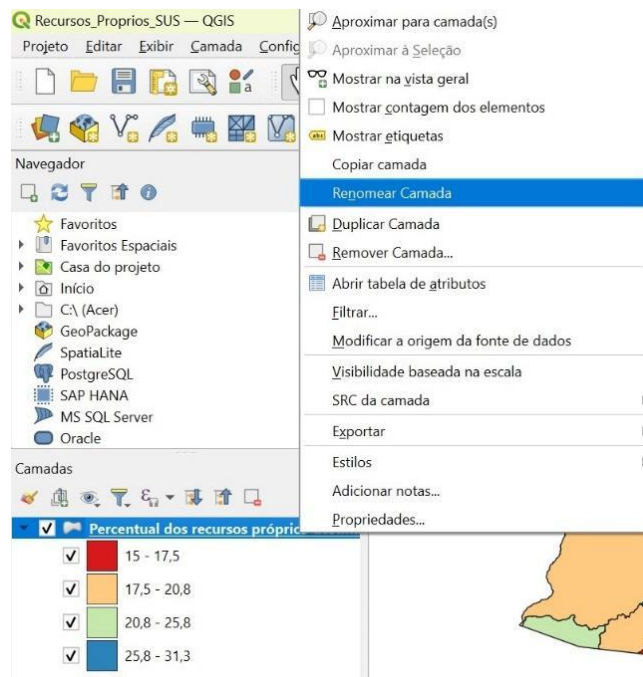 Recursos_Proprios_SUS — QGIS
Projeto Editar Exibir Camada Config
Navegador
Favoritos
Favoritos Espaciais
Casa do projeto
Início
C:\ (Acer)
GeoPackage
SpatiaLite
PostgreSQL
SAP HANA
MS SQL Server
Oracle
Camadas
Percentual dos recursos própri
15 - 17,5
17,5 - 20,8
20,8 - 25,8
25,8 - 31,3
Aproximar para camada(s)
Aproximar à Seleção
Mostrar na vista geral
Mostrar contagem dos elementos
abc Mostrar etiquetas
Copiar camada
Renomear Camada
Duplicar Camada
Remover Camada...
Abrir tabela de atributos
Filtrar...
Modificar a origem da fonte de dados
Visibilidade baseada na escala
SRC da camada
Exportar
Estilos
Adicionar notas...
Propriedades...